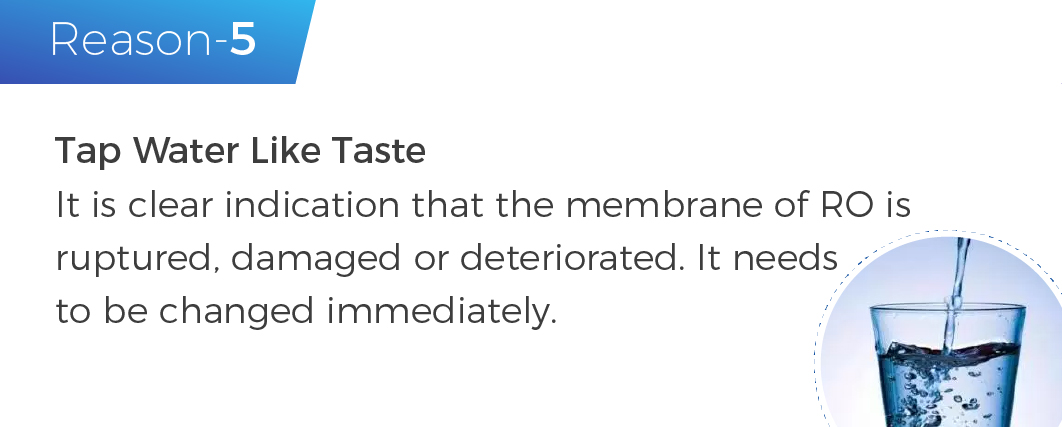 Reason-5
Tap Water Like Taste
It is clear indication that the membrane of RO is
ruptured, damaged or deteriorated. It needs
to be changed immediately.